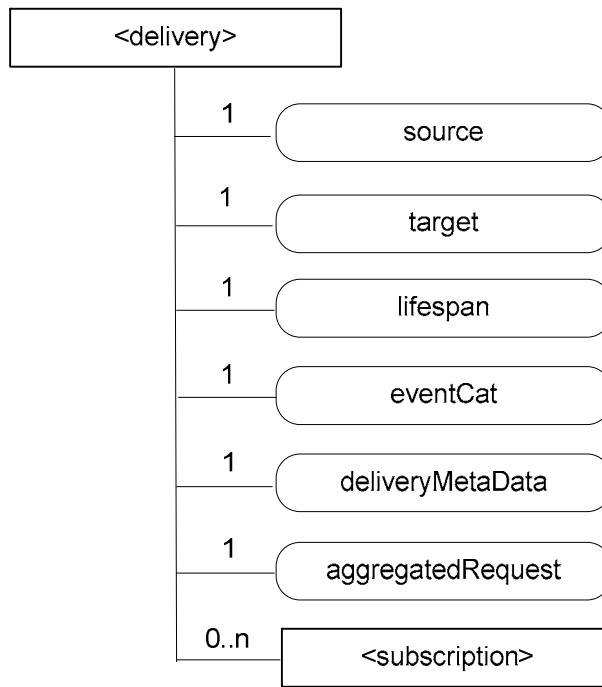 <delivery>
1
source
1
target
1
lifespan
1
eventCat
1
deliveryMetaData
1
aggregatedRequest
0..n
<subscription>